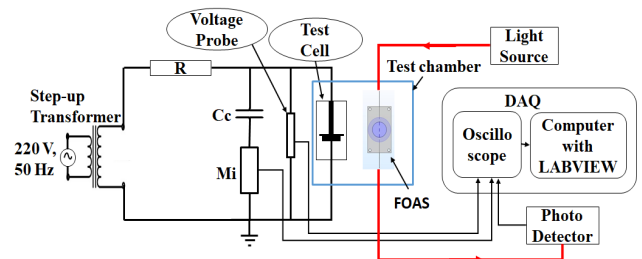 Voltage
Probe
Test
Cell
Light
Source
Test chamber
R
Step-up
Transformer
220 V,
50 Hz
Cc
Mi
FOAS
DAQ
Oscillo
scope
Computer
with
LABVIEW
Photo
Detector